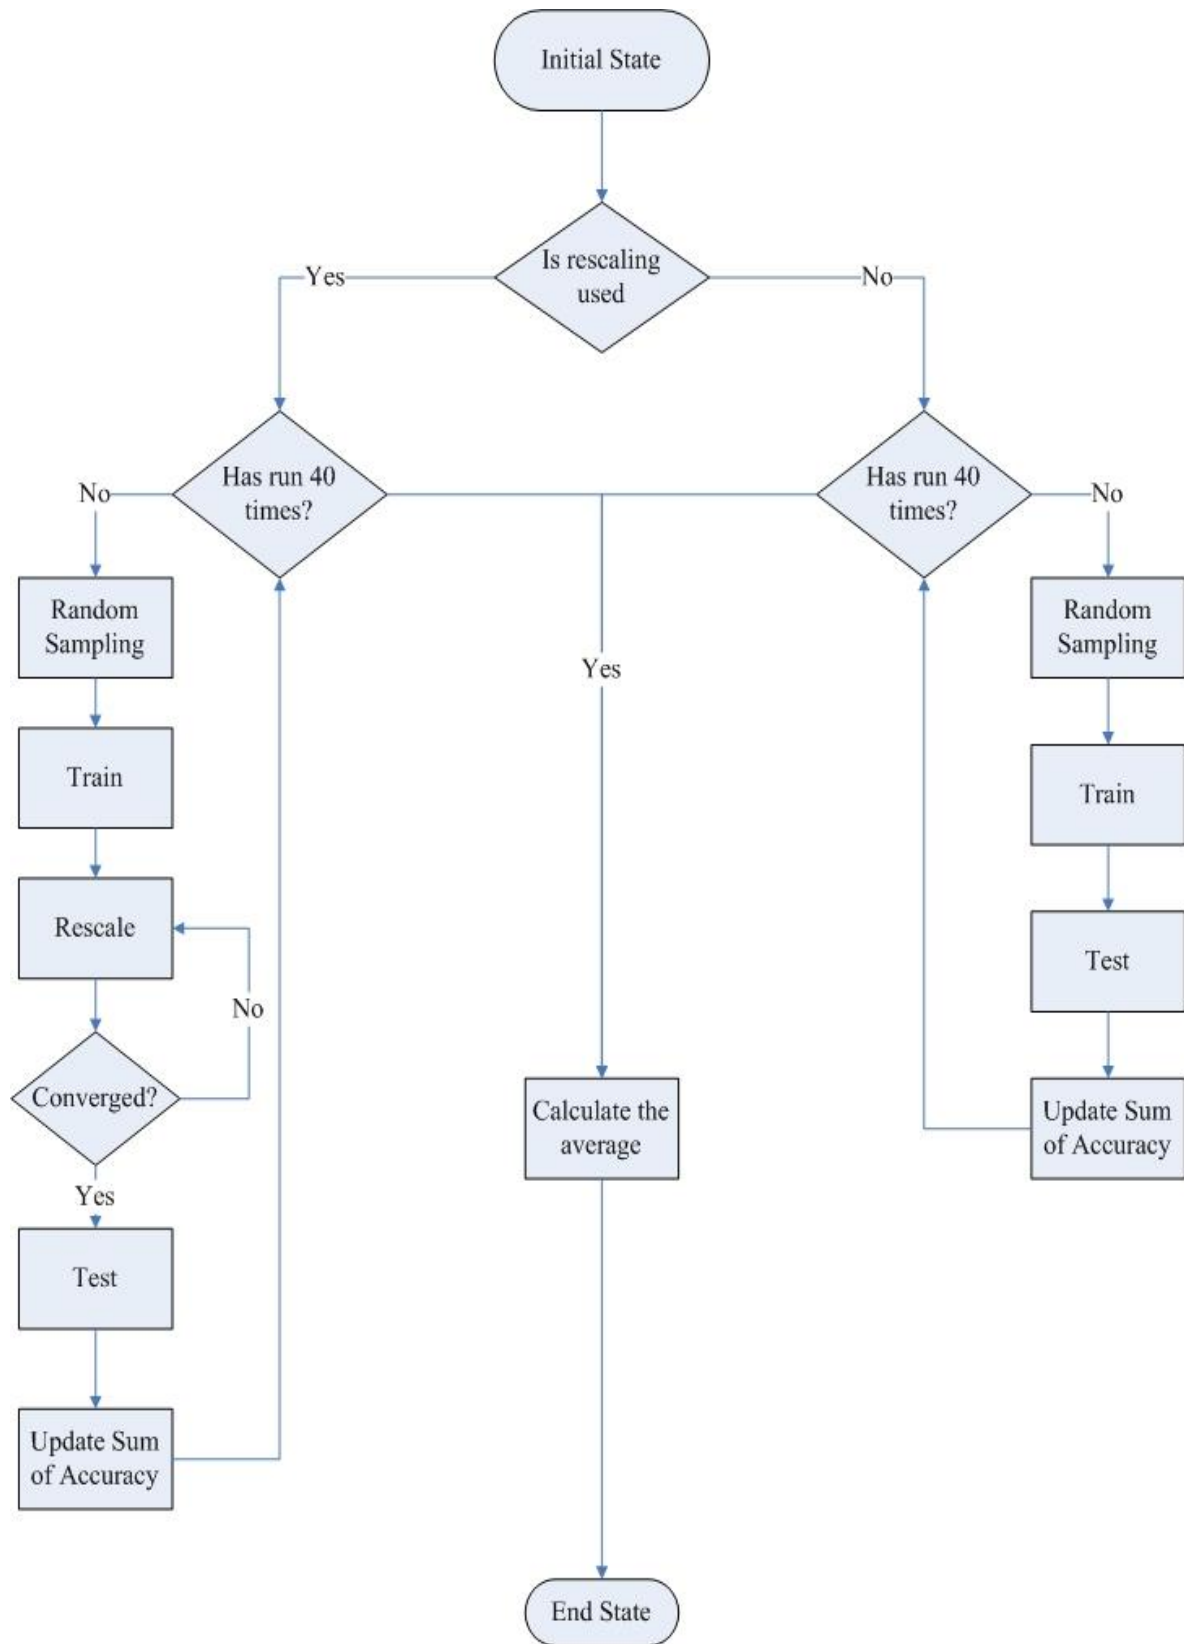 Initial State
Is rescaling
used
Yes
No
Has run 40
times?
Has run 40
times?
No
No
Random
Sampling
Random
Sampling
Yes
Train
Train
Rescale
Test
No
Converged?
Calculate the
average
Update Sum
of Accuracy
Yes
Test
Update Sum
of Accuracy
End State